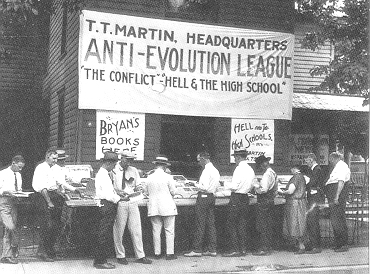 T.T. MARTIN, HEADQUARTERS
ANTI-EVOLUTION LEAGUE
"THE CONFLICT"-"HELL & THE HIGH SCHOOL"
BRYAN'S
BOOKS
HERE
HELL AND THE
HIGH SCHOOLS
MARTIN